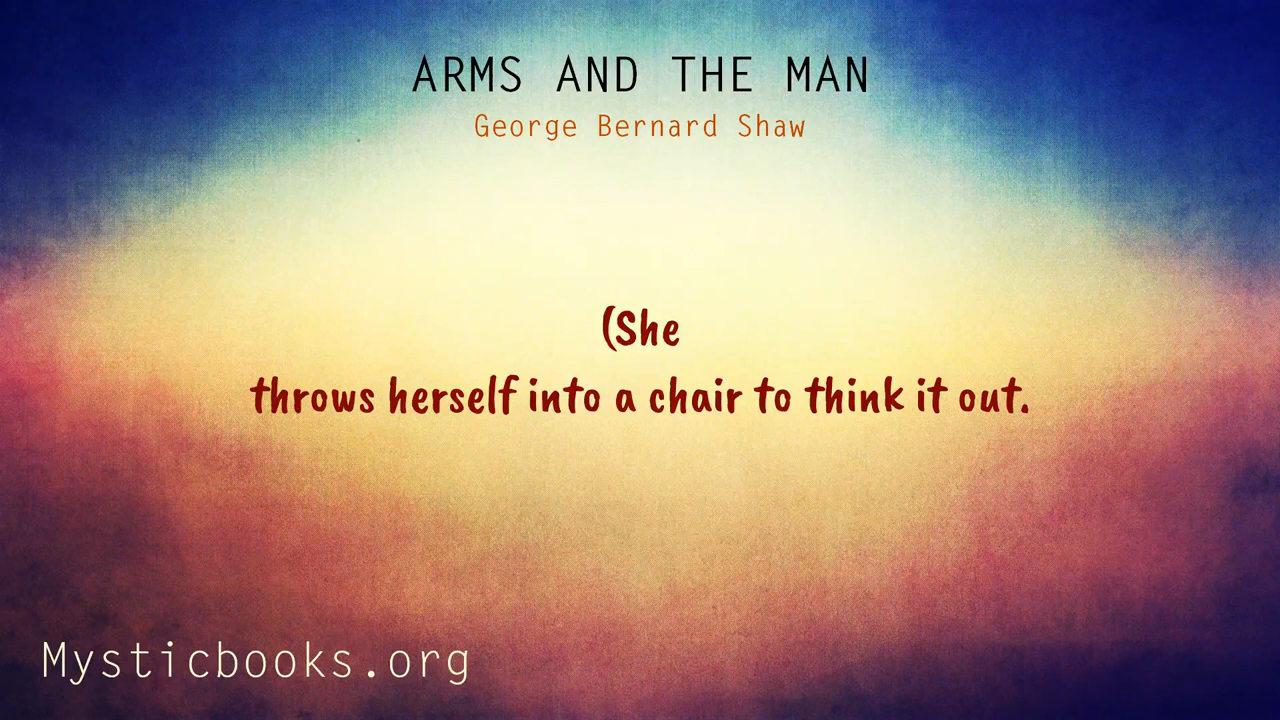 ARMS AND THE MAN
George Bernard Shaw
(She
throws herself into a chair to think it out.
Mysticbooks.org